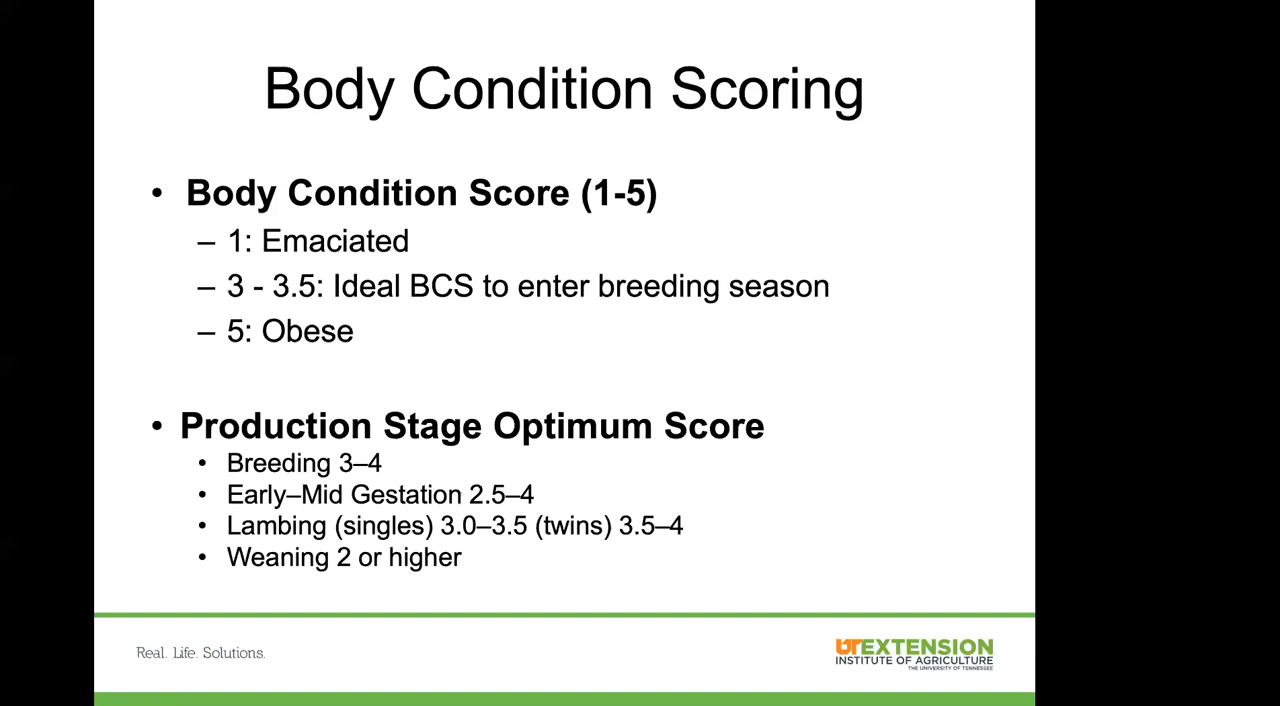 Body Condition Scoring
• Body Condition Score (1-5)
– 1: Emaciated
– 3 - 3.5: Ideal BCS to enter breeding season
– 5: Obese
• Production Stage Optimum Score
• Breeding 3–4
• Early–Mid Gestation 2.5–4
• Lambing (singles) 3.0–3.5 (twins) 3.5–4
• Weaning 2 or higher
Real. Life. Solutions.
UT EXTENSION
INSTITUTE OF AGRICULTURE
THE UNIVERSITY OF TENNESSEE